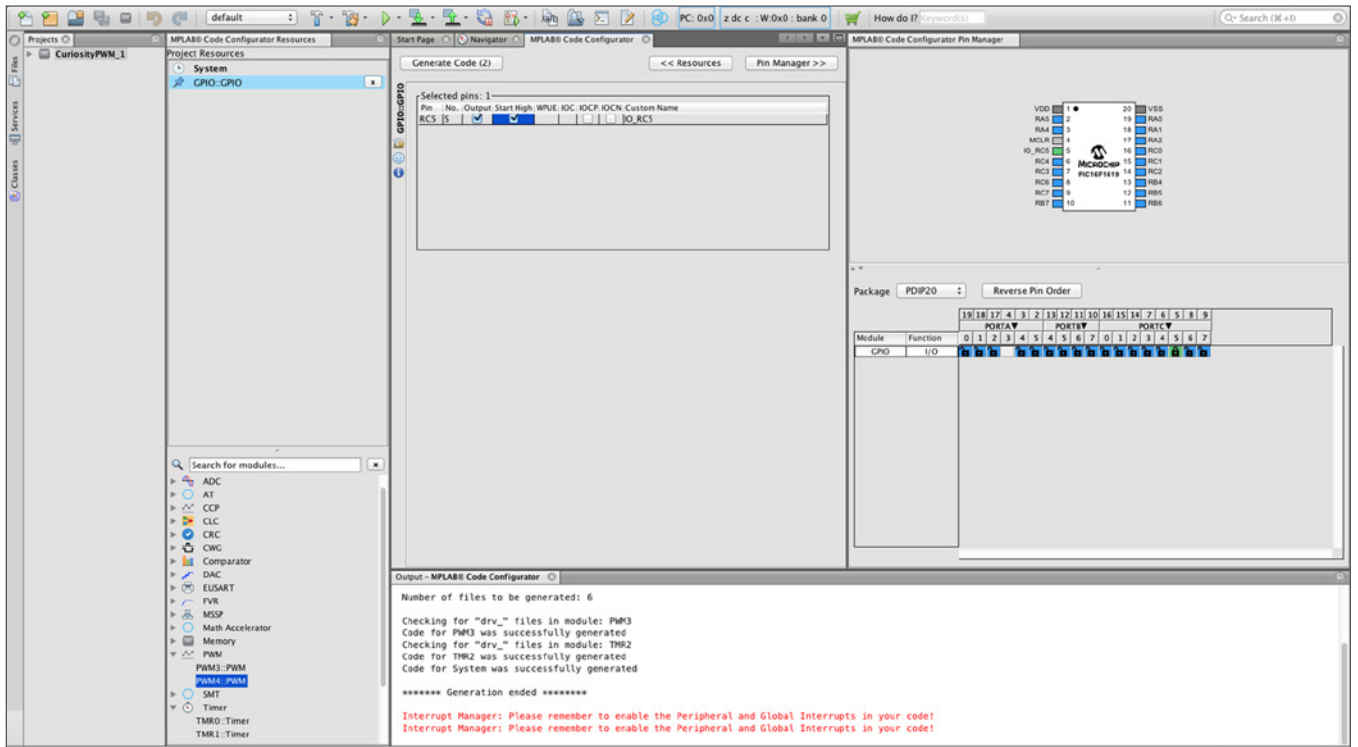 default
PC: 0x0
z dc c : W:0x0 : bank 0
How do I? Keyword(s)
Search (⌘+I)
Files
Services
Classes
Projects
CuriosityPWM_1
MPLAB® Code Configurator Resources
Project Resources
System
GPIO::GPIO
Search for modules...
ADC
AT
CCP
CLC
CRC
CWG
Comparator
DAC
EUSART
FVR
MSSP
Math Accelerator
Memory
PWM
PWM3::PWM
PWM4::PWM
SMT
Timer
TMR0::Timer
TMR1::Timer
Start Page
Navigator
MPLAB® Code Configurator
Generate Code (2)
<< Resources
Pin Manager >>
GPIO::GPIO
Selected pins: 1
Pin No. Output Start High WPUE IOC IOCP IOCN Custom Name
RC5 5 IO_RC5
MPLAB® Code Configurator Pin Manager
VDD 1 20 VSS
RA5 2 19 RA0
RA4 3 18 RA1
MCLR 4 17 RA2
IO_RC5 5 16 RC0
RC4 6 15 RC1
RC3 7 14 RC2
RC6 8 13 RB4
RC7 9 12 RB5
RB7 10 11 RB6
MICROCHIP
PIC16F1619
Package PDIP20
Reverse Pin Order
19 18 17 4 3 2 13 12 11 10 16 15 14 7 6 5 8 9
PORTA▼ PORTB▼ PORTC▼
Module Function 0 1 2 3 4 5 4 5 6 7 0 1 2 3 4 5 6 7
GPIO I/O
Output - MPLAB® Code Configurator
Number of files to be generated: 6
Checking for "drv_" files in module: PWM3
Code for PWM3 was successfully generated
Checking for "drv_" files in module: TMR2
Code for TMR2 was successfully generated
Code for System was successfully generated
******* Generation ended ********
Interrupt Manager: Please remember to enable the Peripheral and Global Interrupts in your code!
Interrupt Manager: Please remember to enable the Peripheral and Global Interrupts in your code!